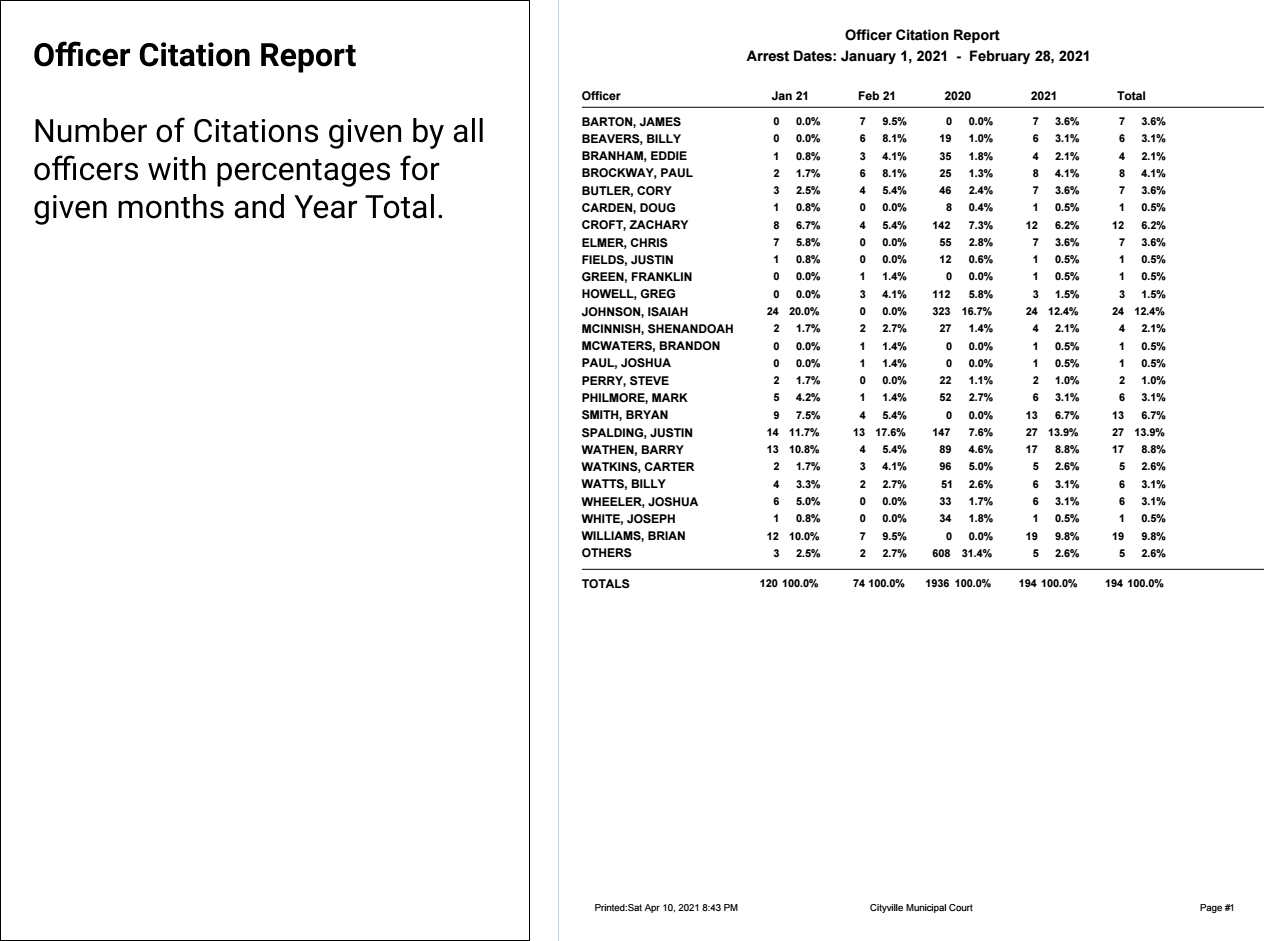 Officer Citation Report
Number of Citations given by all
officers with percentages for
given months and Year Total.
Officer Citation Report
Arrest Dates: January 1, 2021 - February 28, 2021
Officer Jan 21 Feb 21 2020 2021 Total
BARTON, JAMES 0 0.0% 7 9.5% 0 0.0% 7 3.6% 7 3.6%
BEAVERS, BILLY 0 0.0% 6 8.1% 19 1.0% 6 3.1% 6 3.1%
BRANHAM, EDDIE 1 0.8% 3 4.1% 35 1.8% 4 2.1% 4 2.1%
BROCKWAY, PAUL 2 1.7% 6 8.1% 25 1.3% 8 4.1% 8 4.1%
BUTLER, CORY 3 2.5% 4 5.4% 46 2.4% 7 3.6% 7 3.6%
CARDEN, DOUG 1 0.8% 0 0.0% 8 0.4% 1 0.5% 1 0.5%
CROFT, ZACHARY 8 6.7% 4 5.4% 142 7.3% 12 6.2% 12 6.2%
ELMER, CHRIS 7 5.8% 0 0.0% 55 2.8% 7 3.6% 7 3.6%
FIELDS, JUSTIN 1 0.8% 0 0.0% 12 0.6% 1 0.5% 1 0.5%
GREEN, FRANKLIN 0 0.0% 1 1.4% 0 0.0% 1 0.5% 1 0.5%
HOWELL, GREG 0 0.0% 3 4.1% 112 5.8% 3 1.5% 3 1.5%
JOHNSON, ISAIAH 24 20.0% 0 0.0% 323 16.7% 24 12.4% 24 12.4%
MCINNISH, SHENANDOAH 2 1.7% 2 2.7% 27 1.4% 4 2.1% 4 2.1%
MCWATERS, BRANDON 0 0.0% 1 1.4% 0 0.0% 1 0.5% 1 0.5%
PAUL, JOSHUA 0 0.0% 1 1.4% 0 0.0% 1 0.5% 1 0.5%
PERRY, STEVE 2 1.7% 0 0.0% 22 1.1% 2 1.0% 2 1.0%
PHILMORE, MARK 5 4.2% 1 1.4% 52 2.7% 6 3.1% 6 3.1%
SMITH, BRYAN 9 7.5% 4 5.4% 0 0.0% 13 6.7% 13 6.7%
SPALDING, JUSTIN 14 11.7% 13 17.6% 147 7.6% 27 13.9% 27 13.9%
WATHEN, BARRY 13 10.8% 4 5.4% 89 4.6% 17 8.8% 17 8.8%
WATKINS, CARTER 2 1.7% 3 4.1% 96 5.0% 5 2.6% 5 2.6%
WATTS, BILLY 4 3.3% 2 2.7% 51 2.6% 6 3.1% 6 3.1%
WHEELER, JOSHUA 6 5.0% 0 0.0% 33 1.7% 6 3.1% 6 3.1%
WHITE, JOSEPH 1 0.8% 0 0.0% 34 1.8% 1 0.5% 1 0.5%
WILLIAMS, BRIAN 12 10.0% 7 9.5% 0 0.0% 19 9.8% 19 9.8%
OTHERS 3 2.5% 2 2.7% 608 31.4% 5 2.6% 5 2.6%
TOTALS 120 100.0% 74 100.0% 1936 100.0% 194 100.0% 194 100.0%
Printed:Sat Apr 10, 2021 8:43 PM Cityville Municipal Court Page #1